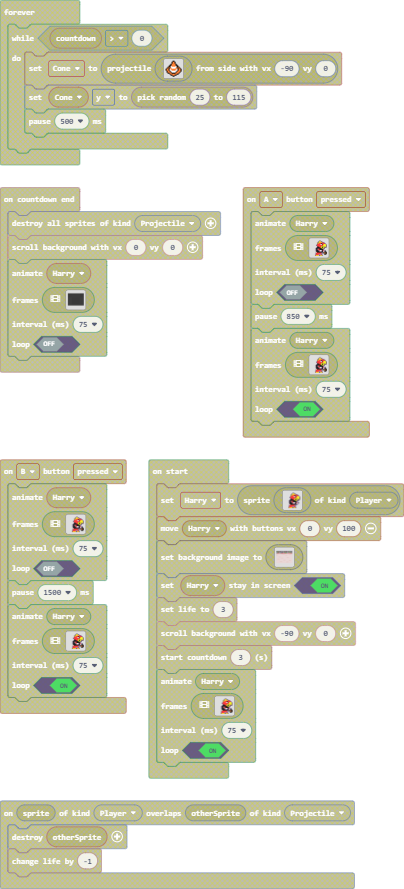 forever
while countdown > ▾ 0
do
set Cone ▾ to projectile from side with vx -90 vy 0
set Cone ▾ y ▾ to pick random 25 to 115
pause 500 ▾ ms
on countdown end
destroy all sprites of kind Projectile ▾
scroll background with vx 0 vy 0
animate Harry ▾
frames
interval (ms) 75 ▾
loop OFF
on A ▾ button pressed ▾
animate Harry ▾
frames
interval (ms) 75 ▾
loop OFF
pause 850 ▾ ms
animate Harry ▾
frames
interval (ms) 75 ▾
loop ON
on B ▾ button pressed ▾
animate Harry ▾
frames
interval (ms) 75 ▾
loop OFF
pause 1500 ▾ ms
animate Harry ▾
frames
interval (ms) 75 ▾
loop ON
on start
set Harry ▾ to sprite of kind Player ▾
move Harry ▾ with buttons vx 0 vy 100
set background image to
set Harry ▾ stay in screen ON
set life to 3
scroll background with vx -90 vy 0
start countdown 3 (s)
animate Harry ▾
frames
interval (ms) 75 ▾
loop ON
on sprite of kind Player ▾ overlaps otherSprite of kind Projectile ▾
destroy otherSprite
change life by -1